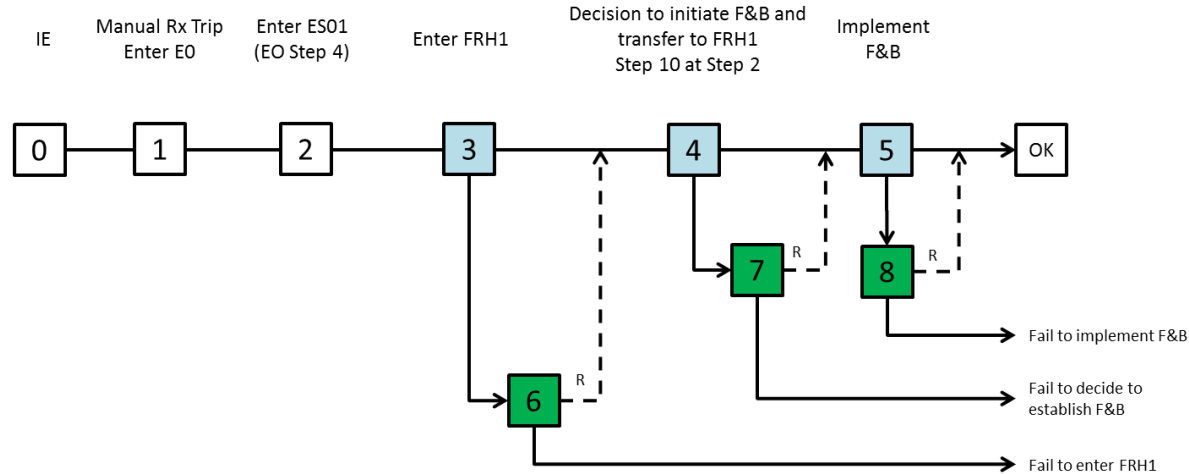 IE
Manual Rx Trip
Enter E0
Enter ES01
(EO Step 4)
Enter FRH1
Decision to initiate F&B and
transfer to FRH1
Step 10 at Step 2
Implement
F&B
0
1
2
3
4
5
OK
7
R
8
R
Fail to implement F&B
6
R
Fail to decide to
establish F&B
Fail to enter FRH1